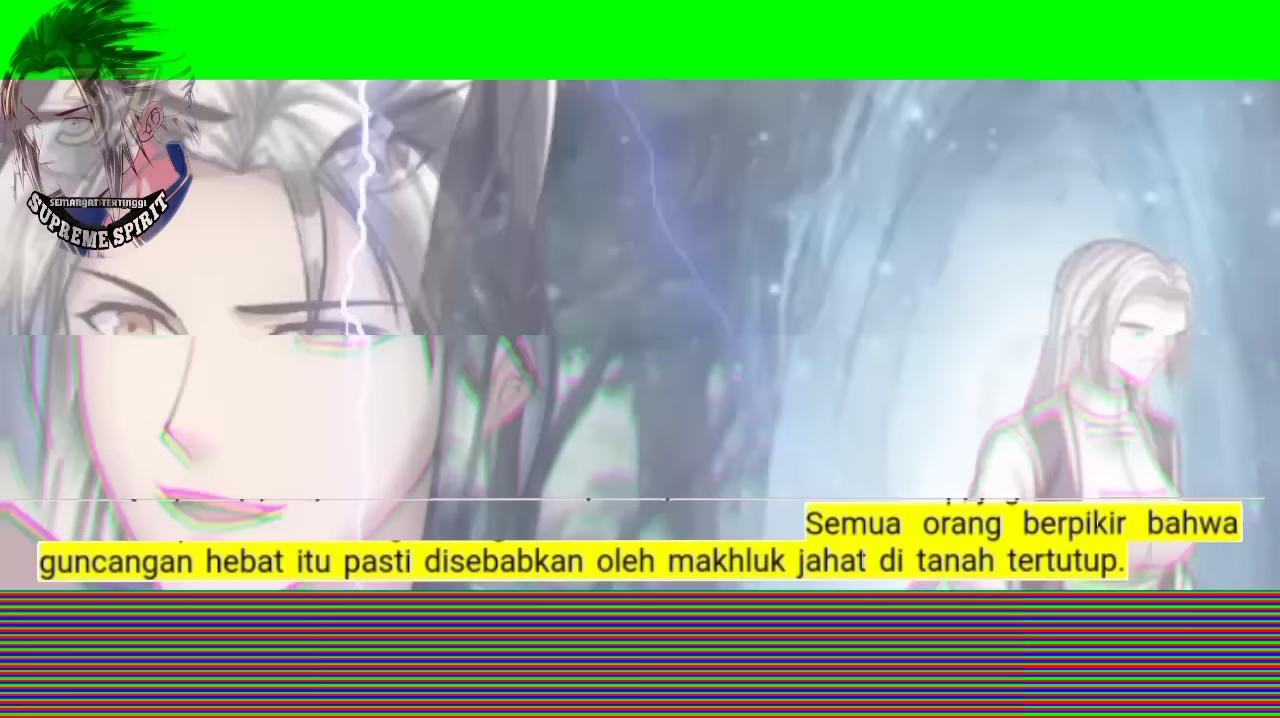 SEMANGAT TERTINGGI
SUPREME SPIRIT
Semua orang berpikir bahwa
guncangan hebat itu pasti disebabkan oleh makhluk jahat di tanah tertutup.